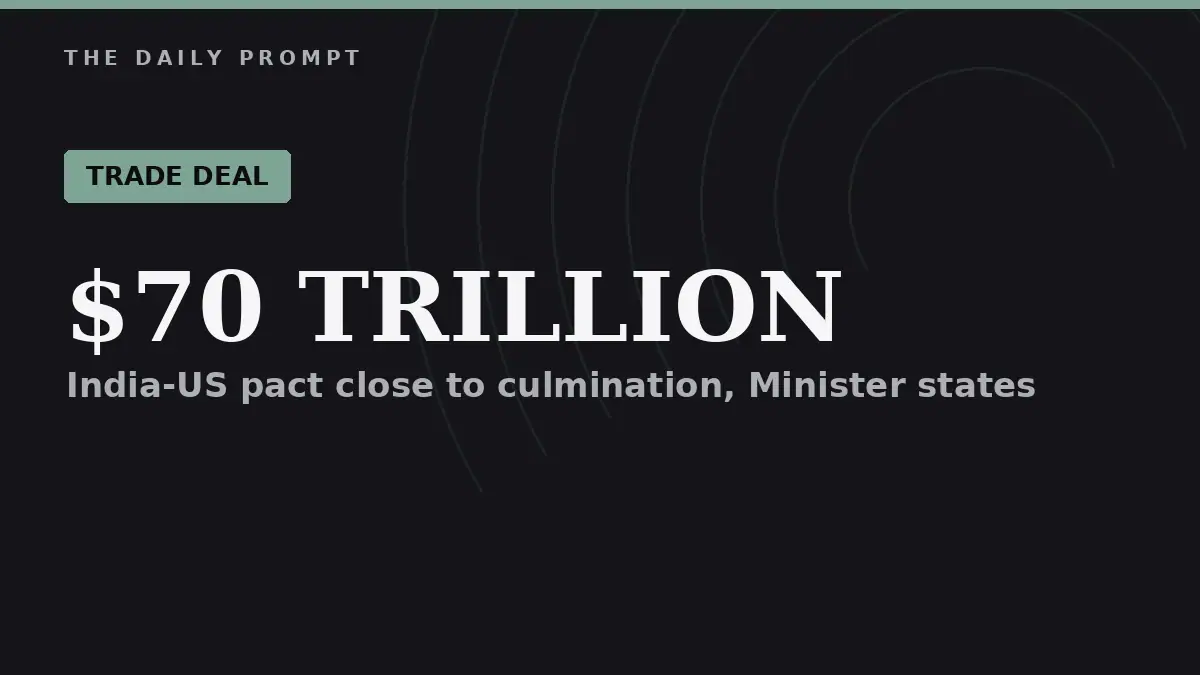 THE DAILY PROMPT
TRADE DEAL
$70 TRILLION
India-US pact close to culmination, Minister states